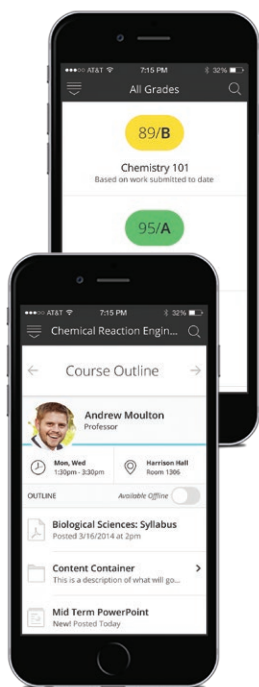 AT&T 7:15 PM 32%
All Grades
89/B
Chemistry 101
Based on work submitted to date
95/A
AT&T 7:15 PM 32%
Chemical Reaction Engin...
Course Outline
Andrew Moulton
Professor
Mon, Wed
1:30pm - 3:30pm
Harrison Hall
Room 1306
OUTLINE
Available Offline
Biological Sciences: Syllabus
Posted 3/16/2014 at 2pm
Content Container
This is a description of what will go...
Mid Term PowerPoint
New! Posted Today